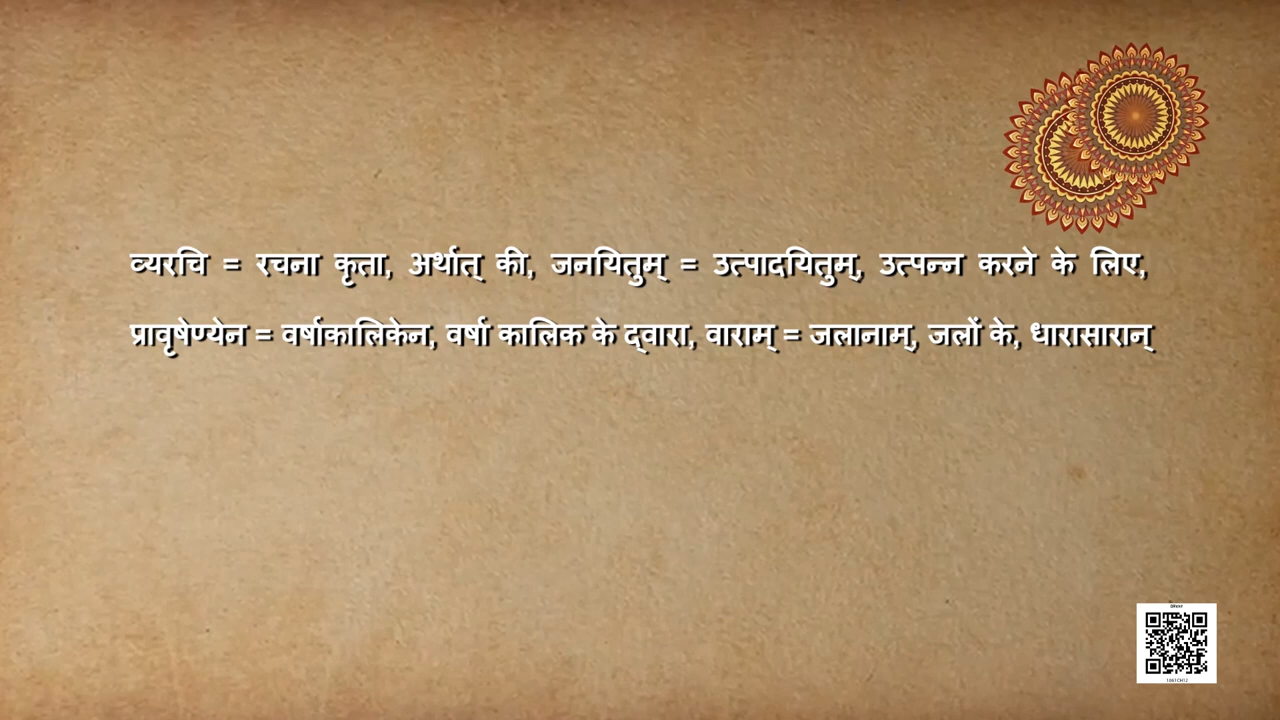 व्यरचि = रचना कृता, अर्थात् की, जनयितुम् = उत्पादयितुम्, उत्पन्न करने के लिए,
प्रावृषेण्येन = वर्षाकालिकेन, वर्षा कालिक के द्वारा, वाराम् = जलानाम्, जलों के, धारासारान्